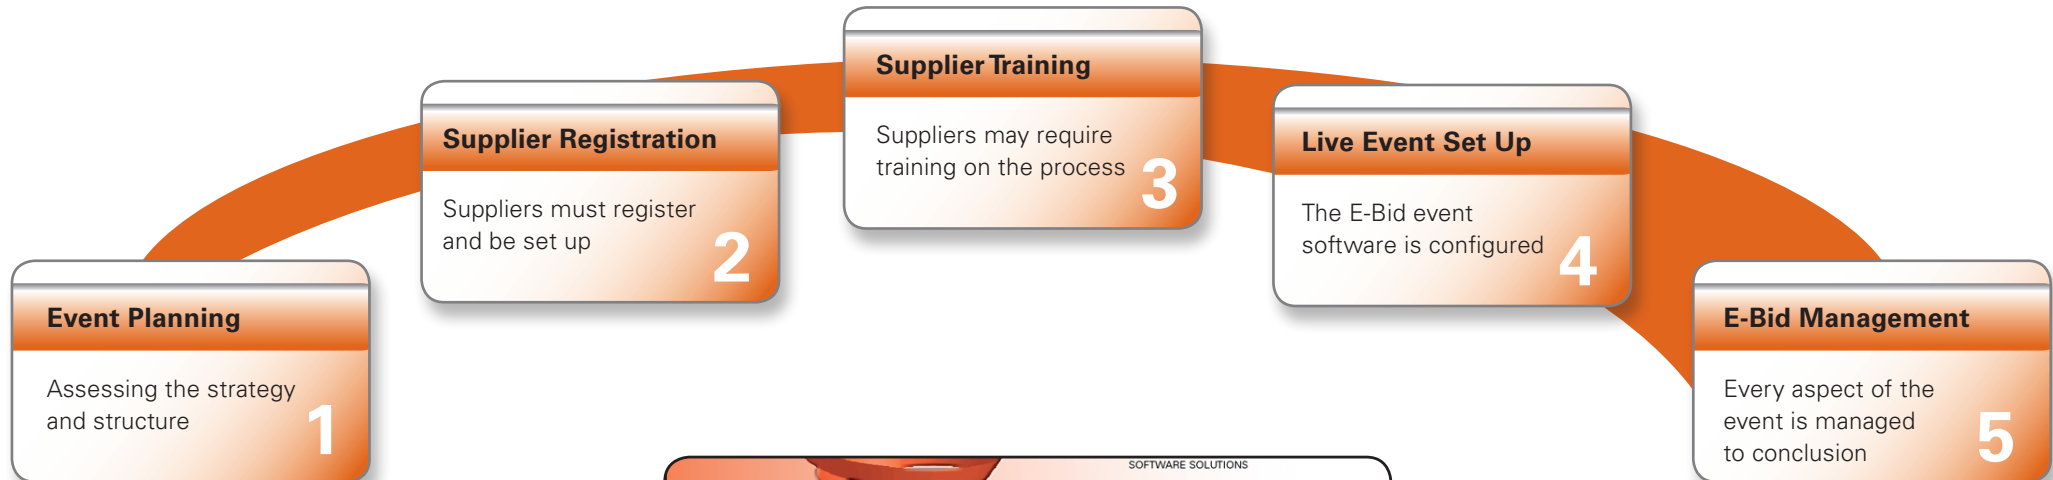 Event Planning
Assessing the strategy
and structure
1
Supplier Registration
Suppliers must register
and be set up
2
Supplier Training
Suppliers may require
training on the process
3
Live Event Set Up
The E-Bid event
software is configured
4
E-Bid Management
Every aspect of the
event is managed
to conclusion
5
SOFTWARE SOLUTIONS